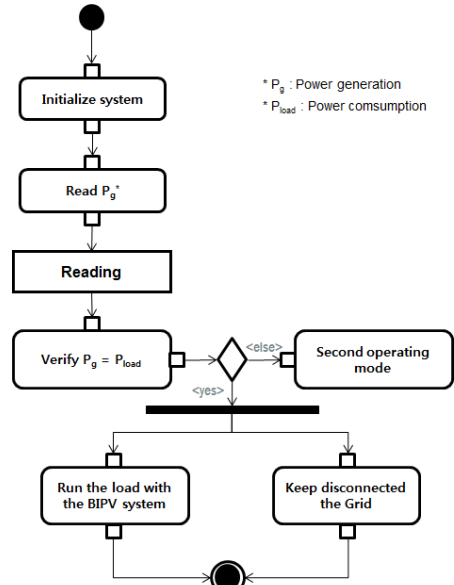 Initialize system
* Pg : Power generation
* Pload : Power comsumption
Read Pg*
Reading
Verify Pg = Pload
<else>
Second operating
mode
<yes>
Run the load with
the BIPV system
Keep disconnected
the Grid